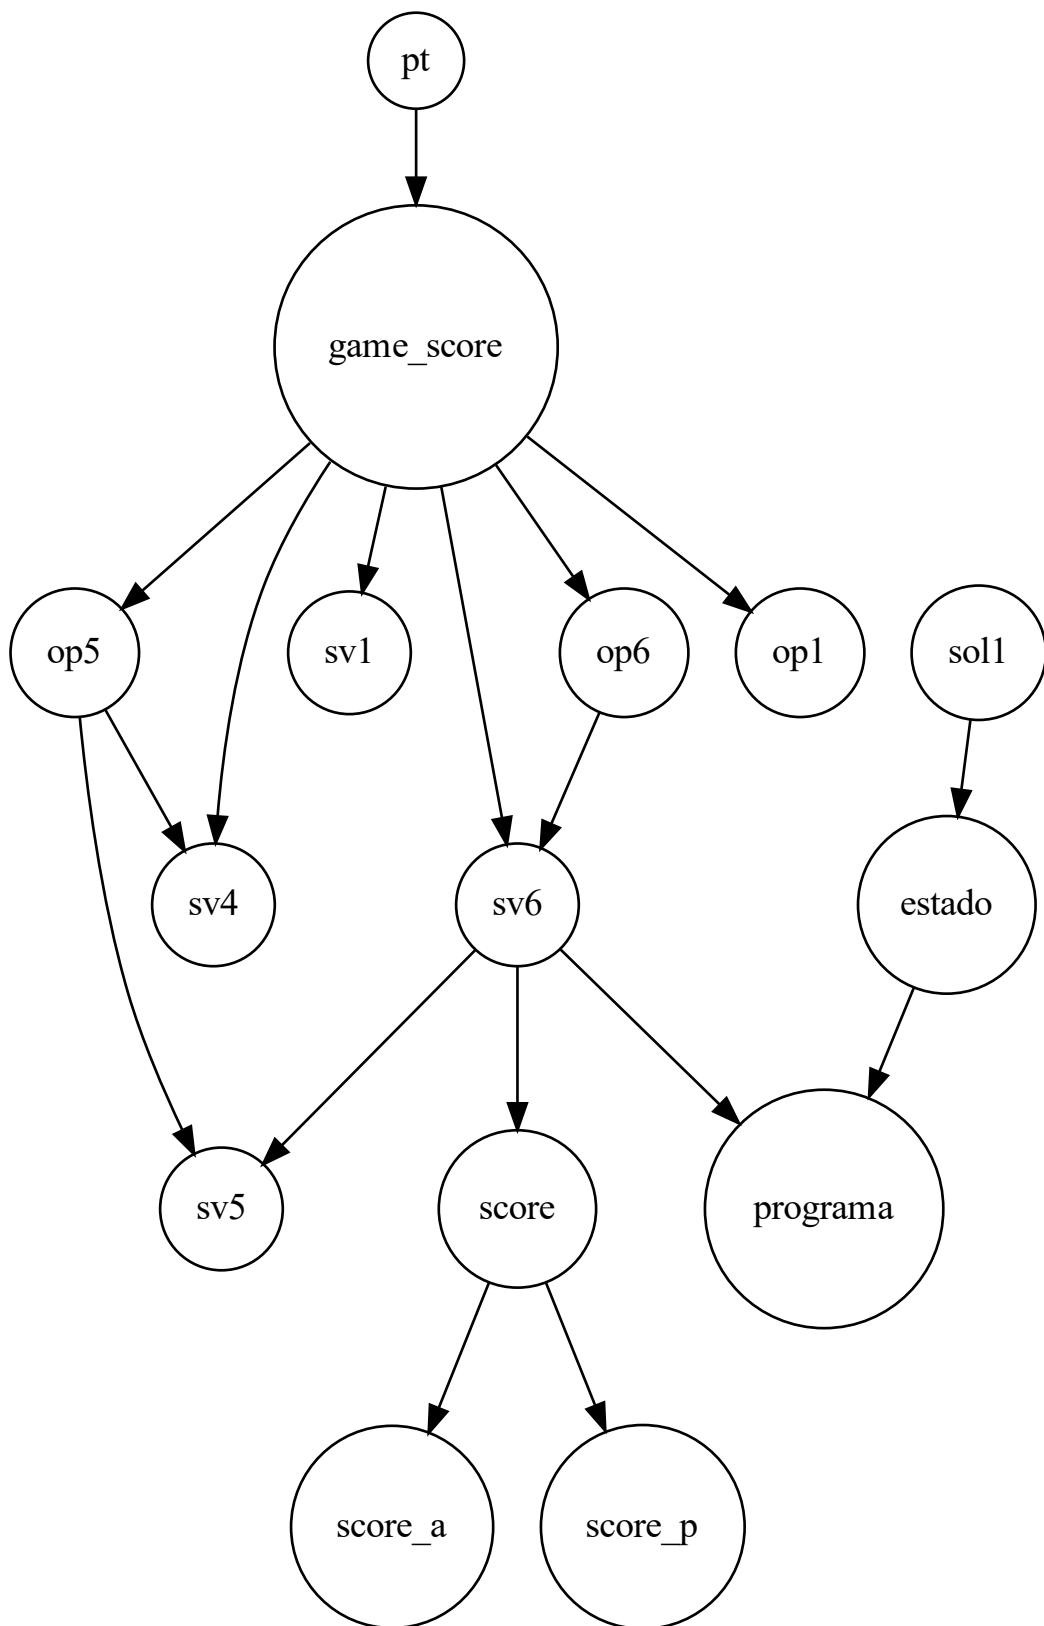 pt
game_score
op5
sv1
op6
op1
sol1
sv4
sv6
estado
sv5
score
programa
score_a
score_p